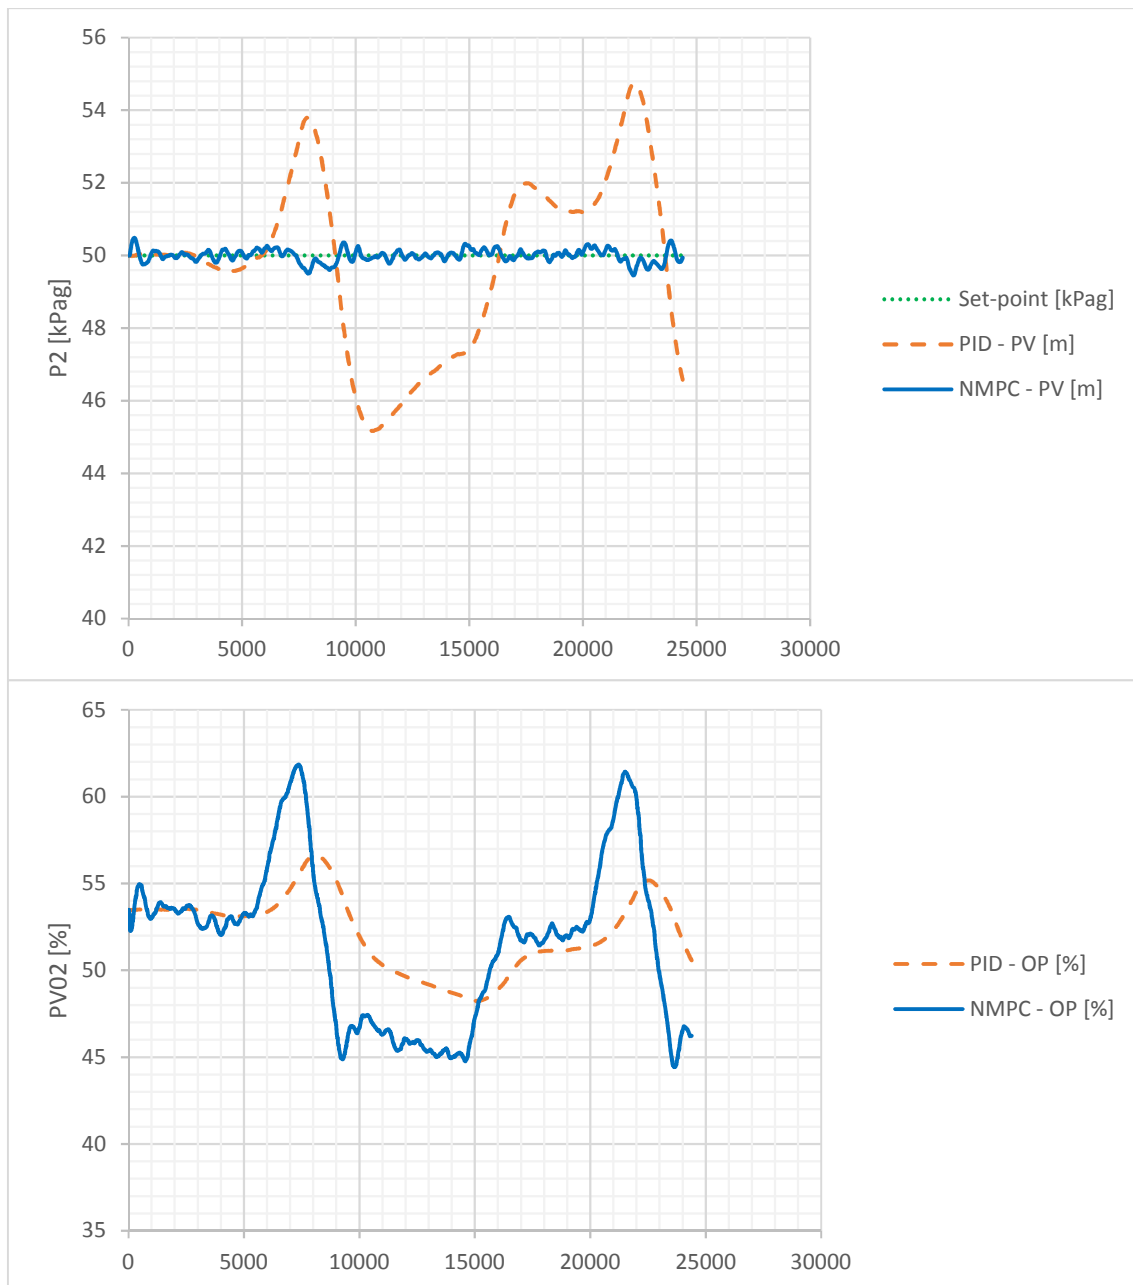 56
54
52
50
48
46
44
42
40
P2 [kPag]
0 5000 10000 15000 20000 25000 30000
Set-point [kPag]
PID - PV [m]
NMPC - PV [m]
65
60
55
50
45
40
35
PV02 [%]
0 5000 10000 15000 20000 25000 30000
PID - OP [%]
NMPC - OP [%]